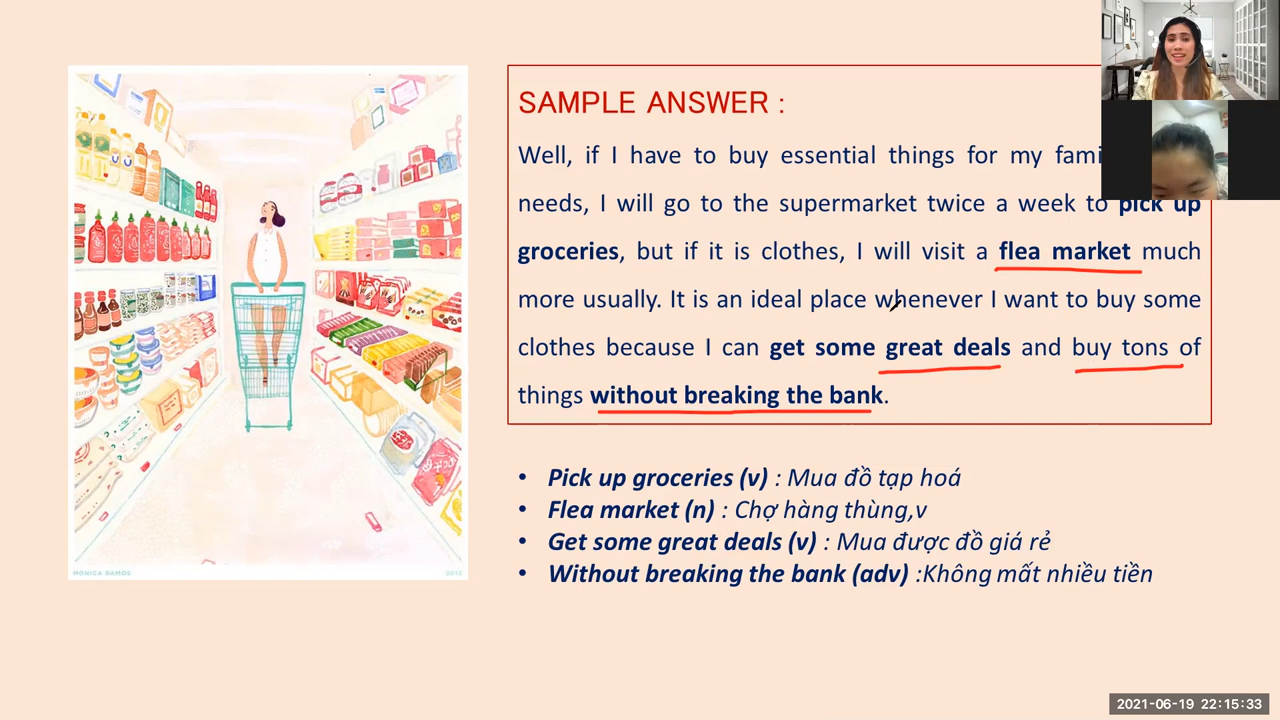 SAMPLE ANSWER :
Well, if I have to buy essential things for my fami
needs, I will go to the supermarket twice a week to pick up
groceries, but if it is clothes, I will visit a flea market much
more usually. It is an ideal place whenever I want to buy some
clothes because I can get some great deals and buy tons of
things without breaking the bank.
• Pick up groceries (v) : Mua đồ tạp hoá
• Flea market (n) : Chợ hàng thùng,v
• Get some great deals (v) : Mua được đồ giá rẻ
• Without breaking the bank (adv) :Không mất nhiều tiền
MONICA RAMOS
2021-06-19 22:15:33